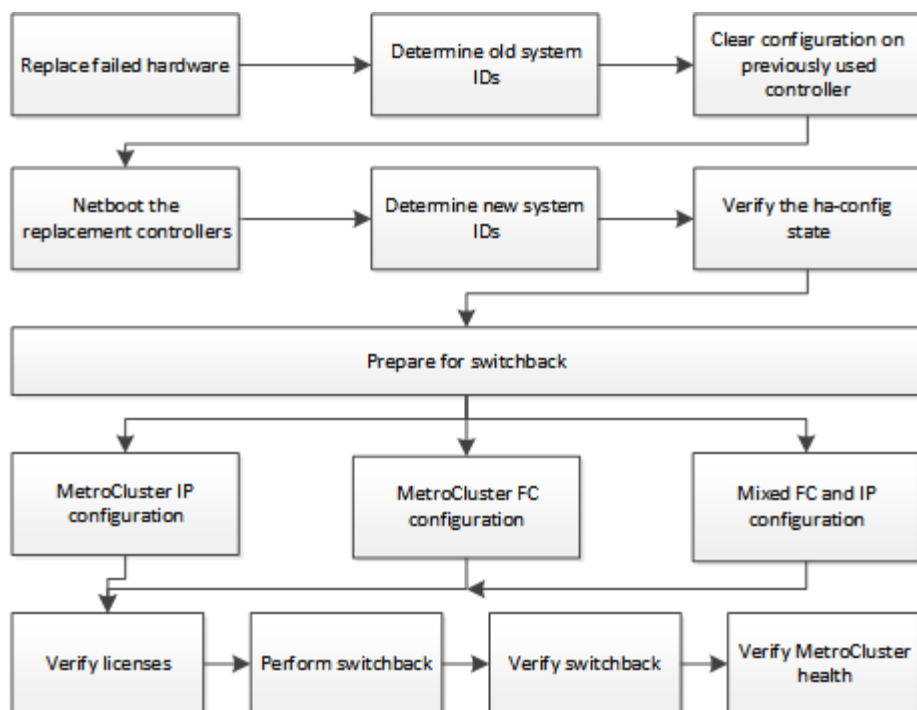 Replace failed hardware
Determine old system
IDs
Clear configuration on
previously used
controller
Netboot the
replacement controllers
Determine new system
IDs
Verify the ha-config
state
Prepare for switchback
MetroCluster IP
configuration
MetroCluster FC
configuration
Mixed FC and IP
configuration
Verify licenses
Perform switchback
Verify switchback
Verify MetroCluster
health